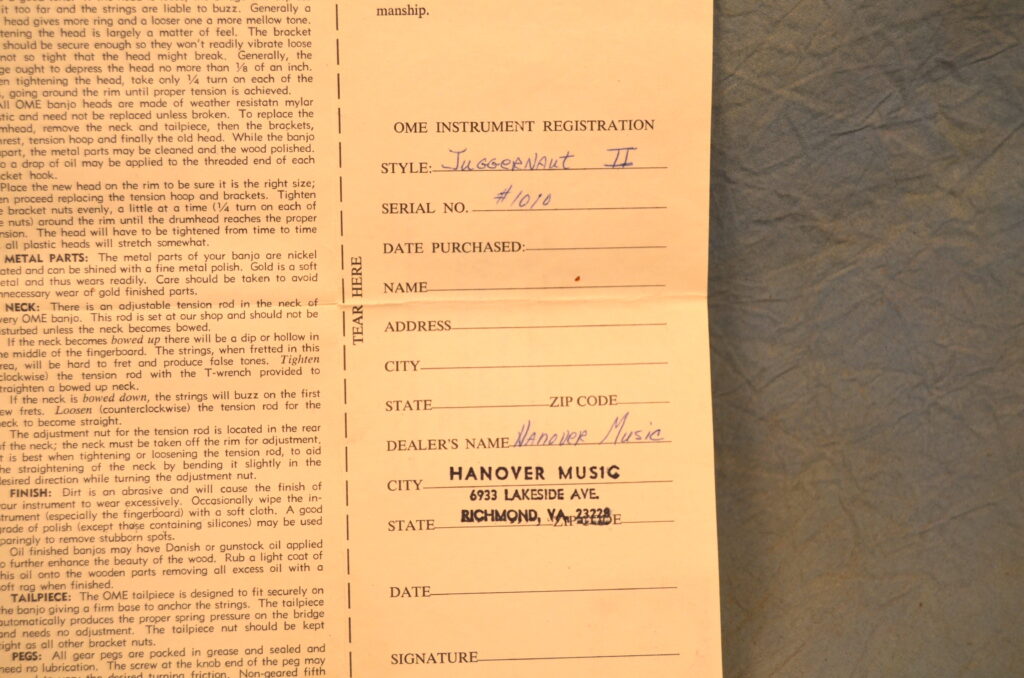 it too far and the strings are liable to buzz. Generally a
head gives more ring and a looser one a more mellow tone.
tening the head is largely a matter of feel. The bracket
should be secure enough so they won't readily vibrate loose
not so tight that the head might break. Generally, the
ge ought to depress the head no more than ⅛ of an inch.
en tightening the head, take only ¼ turn on each of the
, going around the rim until proper tension is achieved.
All OME banjo heads are made of weather resistatn mylar
stic and need not be replaced unless broken. To replace the
mhead, remove the neck and tailpiece, then the brackets,
nrest, tension hoop and finally the old head. While the banjo
apart, the metal parts may be cleaned and the wood polished.
o a drop of oil may be applied to the threaded end of each
cket hook.
Place the new head on the rim to be sure it is the right size;
en proceed replacing the tension hoop and brackets. Tighten
e bracket nuts evenly, a little at a time (¼ turn on each of
e nuts) around the rim until the drumhead reaches the proper
nsion. The head will have to be tightened from time to time
all plastic heads will stretch somewhat.
METAL PARTS: The metal parts of your banjo are nickel
ated and can be shined with a fine metal polish. Gold is a soft
etal and thus wears readily. Care should be taken to avoid
nnecessary wear of gold finished parts.
NECK: There is an adjustable tension rod in the neck of
very OME banjo. This rod is set at our shop and should not be
isturbed unless the neck becomes bowed.
If the neck becomes bowed up there will be a dip or hollow in
he middle of the fingerboard. The strings, when fretted in this
rea, will be hard to fret and produce false tones. Tighten
clockwise) the tension rod with the T-wrench provided to
traighten a bowed up neck.
If the neck is bowed down, the strings will buzz on the first
ew frets. Loosen (counterclockwise) the tension rod for the
neck to become straight.
The adjustment nut for the tension rod is located in the rear
of the neck; the neck must be taken off the rim for adjustment,
t is best when tightening or loosening the tension rod, to aid
he straightening of the neck by bending it slightly in the
desired direction while turning the adjustment nut.
FINISH: Dirt is an abrasive and will cause the finish of
your instrument to wear excessively. Occasionally wipe the in-
strument (especially the fingerboard) with a soft cloth. A good
grade of polish (except those containing silicones) may be used
paringly to remove stubborn spots.
Oil finished banjos may have Danish or gunstock oil applied
o further enhance the beauty of the wood. Rub a light coat of
his oil onto the wooden parts removing all excess oil with a
soft rag when finished.
TAILPIECE: The OME tailpiece is designed to fit securely on
the banjo giving a firm base to anchor the strings. The tailpiece
automatically produces the proper spring pressure on the bridge
and needs no adjustment. The tailpiece nut should be kept
ight as all other bracket nuts.
PEGS: All gear pegs are packed in grease and sealed and
need no lubrication. The screw at the knob end of the peg may
the desired turning friction. Non-geared fifth
TEAR HERE
manship.
OME INSTRUMENT REGISTRATION
STYLE: Juggernaut II
SERIAL NO. #1010
DATE PURCHASED:
NAME
ADDRESS
CITY
STATE ZIP CODE
DEALER'S NAME Hanover Music
HANOVER MUSIC
CITY
6933 LAKESIDE AVE.
RICHMOND, VA. 23228
STATE ZIP CODE
DATE
SIGNATURE